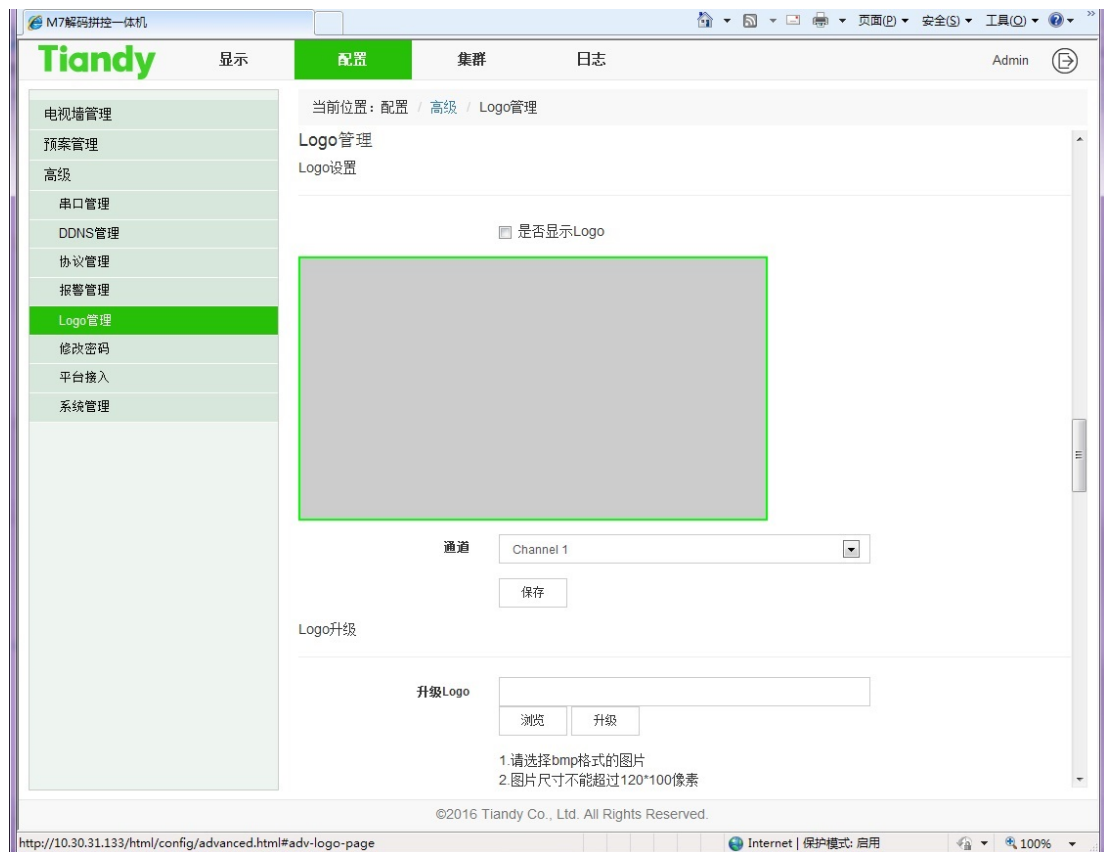 M7解码拼控一体机
页面(P) 安全(S) 工具(O)
Tiandy 显示 配置 集群 日志 Admin
电视墙管理
预案管理
高级
串口管理
DDNS管理
协议管理
报警管理
Logo管理
修改密码
平台接入
系统管理
当前位置：配置 / 高级 / Logo管理
Logo管理
Logo设置
是否显示Logo
通道 Channel 1
保存
Logo升级
升级Logo
浏览 升级
1.请选择bmp格式的图片
2.图片尺寸不能超过120*100像素
©2016 Tiandy Co., Ltd. All Rights Reserved.
http://10.30.31.133/html/config/advanced.html#adv-logo-page Internet | 保护模式: 启用 100%